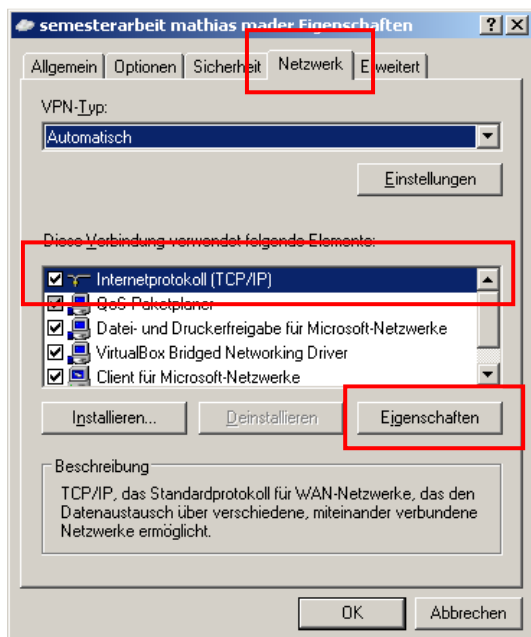 semesterarbeit mathias mader Eigenschaften
Allgemein Optionen Sicherheit Netzwerk Erweitert
VPN-Typ:
Automatisch
Einstellungen
Diese Verbindung verwendet folgende Elemente:
Internetprotokoll (TCP/IP)
QoS-Paketplaner
Datei- und Druckerfreigabe für Microsoft-Netzwerke
VirtualBox Bridged Networking Driver
Client für Microsoft-Netzwerke
Installieren... Deinstallieren Eigenschaften
Beschreibung
TCP/IP, das Standardprotokoll für WAN-Netzwerke, das den
Datenaustausch über verschiedene, miteinander verbundene
Netzwerke ermöglicht.
OK Abbrechen